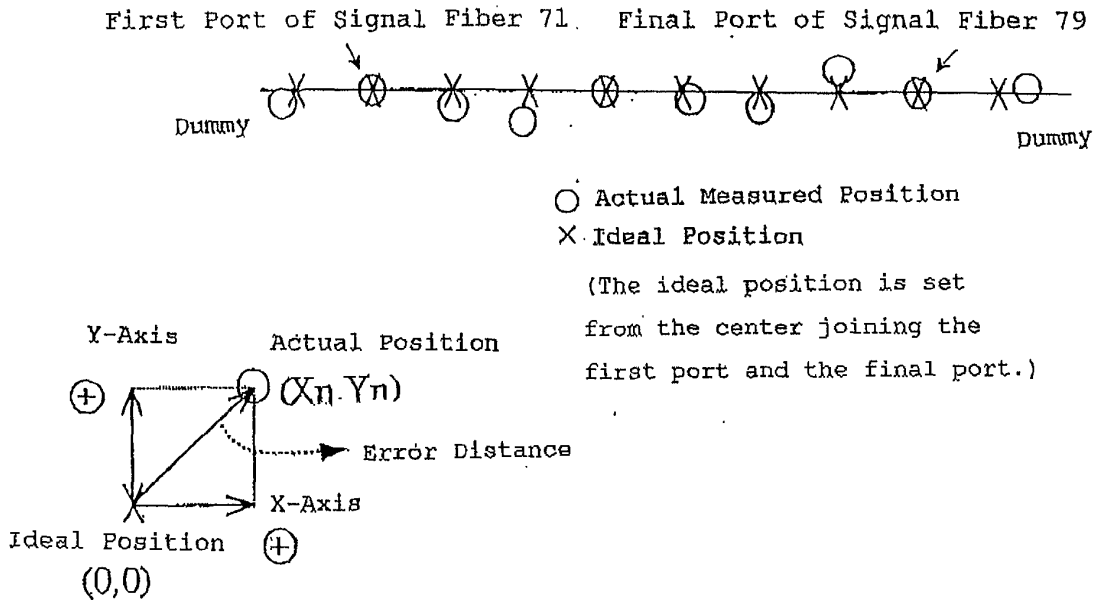 First Port of Signal Fiber 71 Final Port of Signal Fiber 79
Dummy
Dummy
Actual Measured Position
Ideal Position
(The ideal position is set
from the center joining the
first port and the final port.)
Y-Axis
Actual Position
(Xn.Yn)
Error Distance
X-Axis
Ideal Position
(0,0)